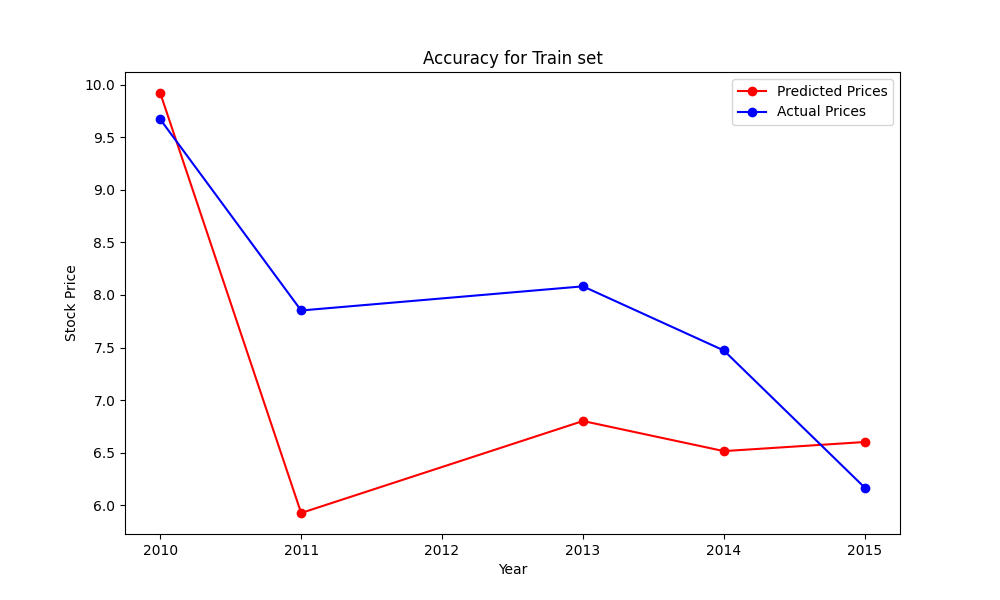 Accuracy for Train set
Predicted Prices
Actual Prices
10.0
9.5
9.0
8.5
8.0
7.5
7.0
6.5
6.0
Stock Price
2010 2011 2012 2013 2014 2015
Year